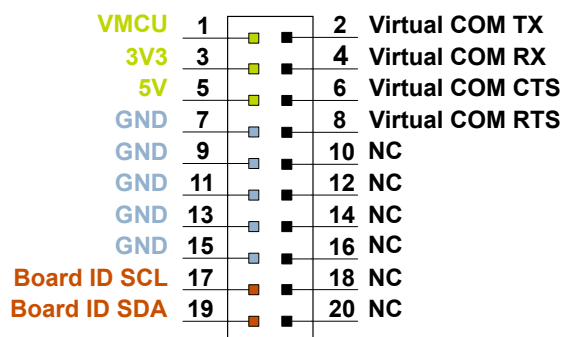 VMCU 1 2 Virtual COM TX
3V3 3 4 Virtual COM RX
5V 5 6 Virtual COM CTS
GND 7 8 Virtual COM RTS
GND 9 10 NC
GND 11 12 NC
GND 13 14 NC
GND 15 16 NC
Board ID SCL 17 18 NC
Board ID SDA 19 20 NC